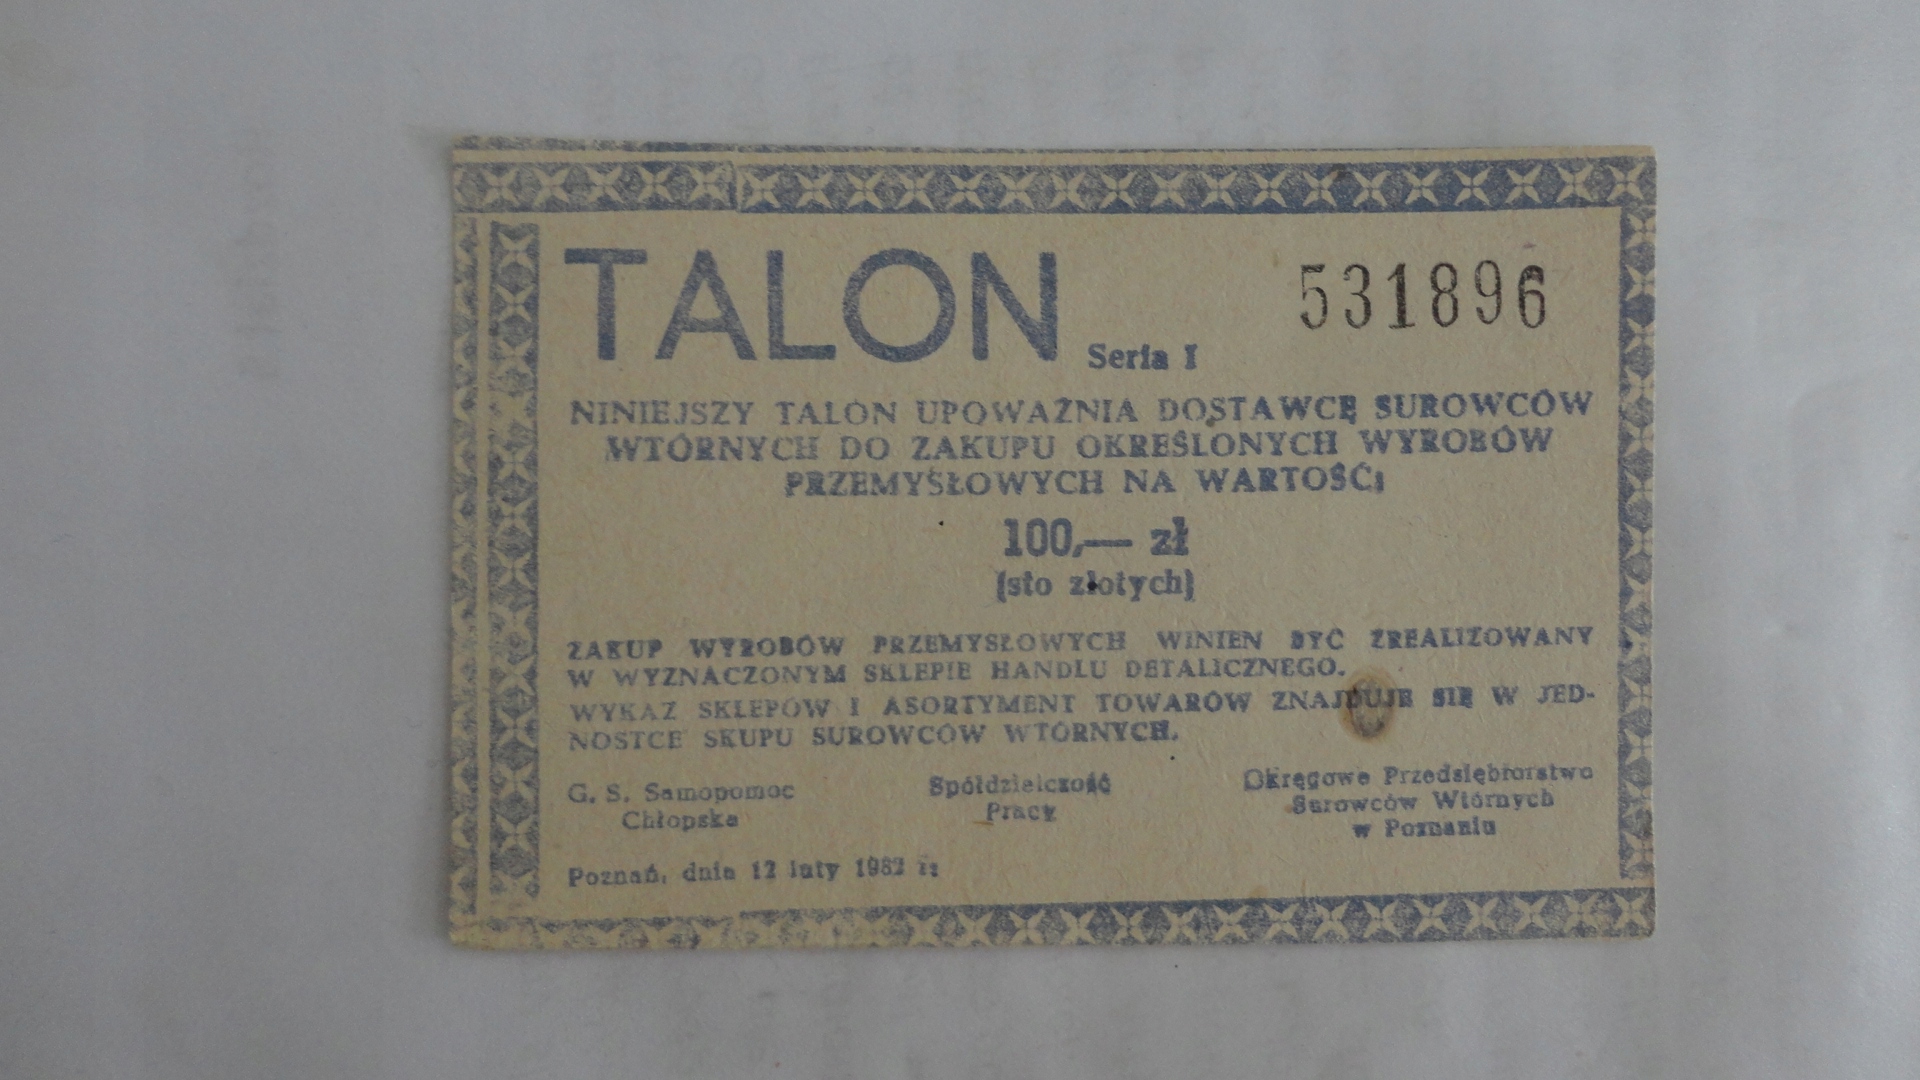 TALON
Seria I
531896
NINIEJSZY TALON UPOWAŻNIA DOSTAWCĘ SUROWCÓW
WTÓRNYCH DO ZAKUPU OKREŚLONYCH WYROBÓW
PRZEMYSŁOWYCH NA WARTOŚĆ:
100,— zł
(sto złotych)
ZAKUP WYROBÓW PRZEMYSŁOWYCH WINIEN BYĆ ZREALIZOWANY
W WYZNACZONYM SKLEPIE HANDLU DETALICZNEGO.
WYKAZ SKLEPÓW I ASORTYMENT TOWARÓW ZNAJDUJE SIĘ W JED-
NOSTCE SKUPU SUROWCÓW WTÓRNYCH.
G. S. Samopomoc
Chłopska
Spółdzielczość
Pracy
Okręgowe Przedsiębiorstwo
Surowców Wtórnych
w Poznaniu
Poznań, dnia 12 luty 1982 r.